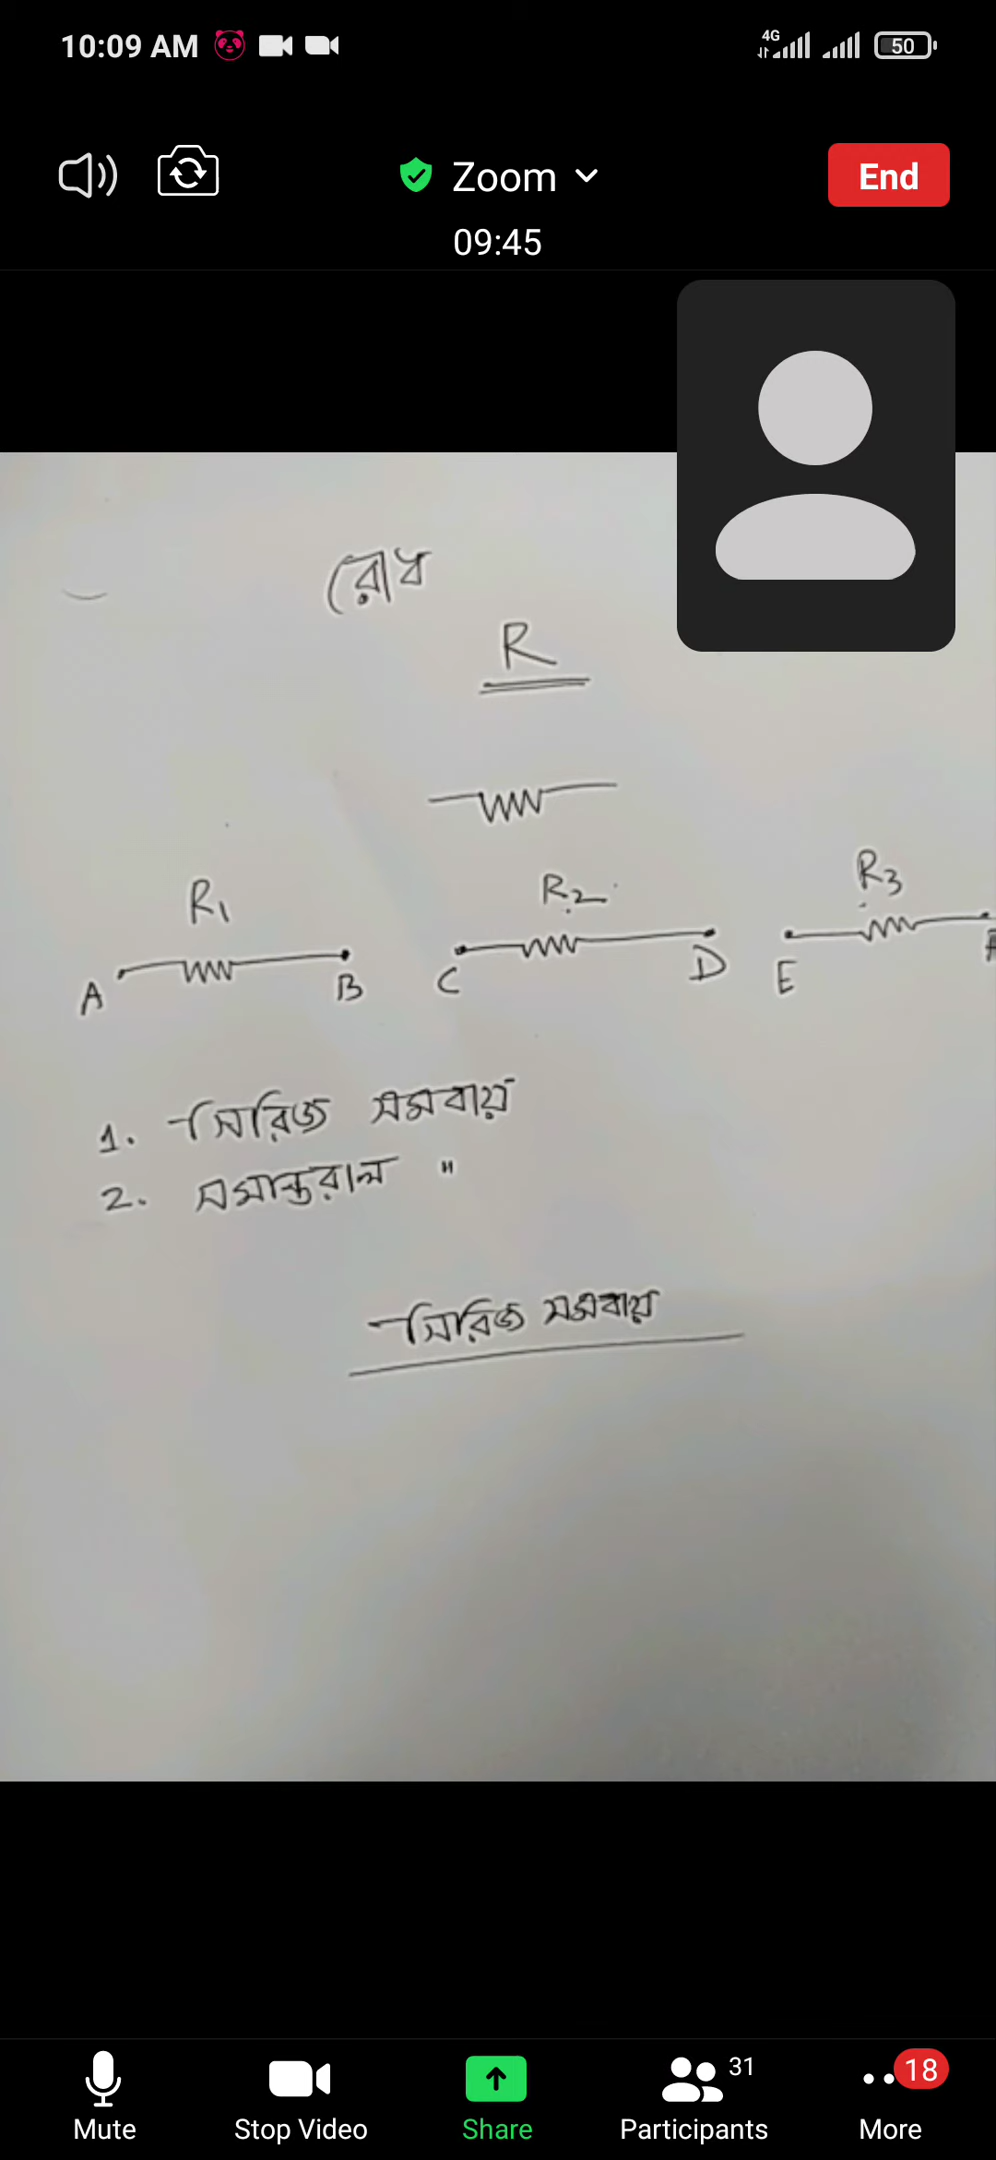 10:09 AM
4G
50
Zoom
End
09:45
রোধ
R
R1 R2 R3
A B C D E F
1. সিরিজ সমবায়
2. সমান্তরাল "
সিরিজ সমবায়
31
18
Mute Stop Video Share Participants More